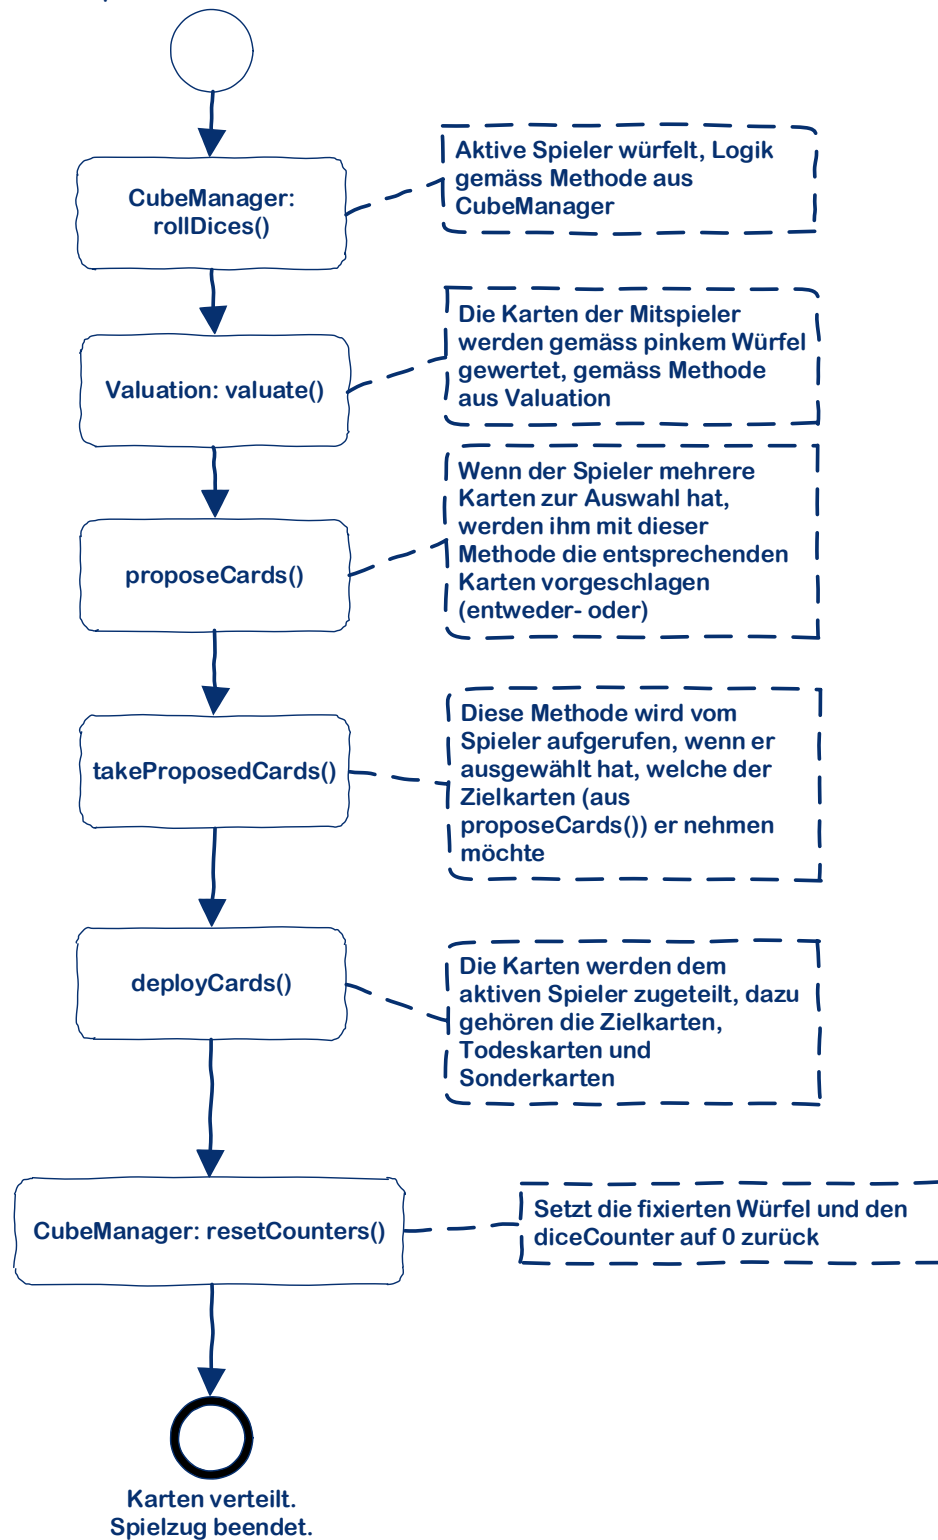 CubeManager:
rollDices()
Aktive Spieler würfelt, Logik
gemäss Methode aus
CubeManager
Valuation: valuate()
Die Karten der Mitspieler
werden gemäss pinkem Würfel
gewertet, gemäss Methode
aus Valuation
proposeCards()
Wenn der Spieler mehrere
Karten zur Auswahl hat,
werden ihm mit dieser
Methode die entsprechenden
Karten vorgeschlagen
(entweder- oder)
takeProposedCards()
Diese Methode wird vom
Spieler aufgerufen, wenn er
ausgewählt hat, welche der
Zielkarten (aus
proposeCards()) er nehmen
möchte
deployCards()
Die Karten werden dem
aktiven Spieler zugeteilt, dazu
gehören die Zielkarten,
Todeskarten und
Sonderkarten
CubeManager: resetCounters()
Setzt die fixierten Würfel und den
diceCounter auf 0 zurück
Karten verteilt.
Spielzug beendet.